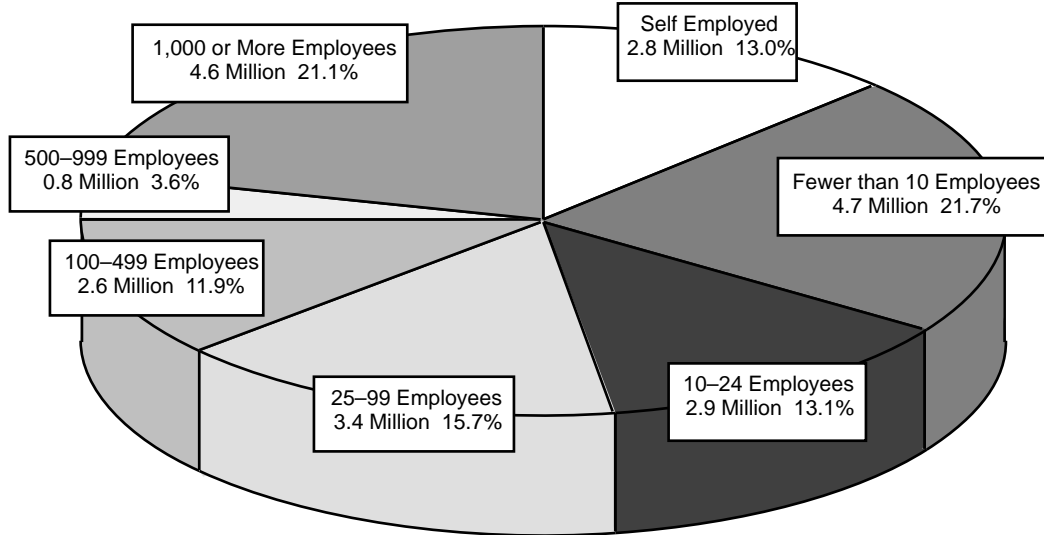 Self Employed
2.8 Million 13.0%
1,000 or More Employees
4.6 Million 21.1%
500–999 Employees
0.8 Million 3.6%
Fewer than 10 Employees
4.7 Million 21.7%
100–499 Employees
2.6 Million 11.9%
25–99 Employees
3.4 Million 15.7%
10–24 Employees
2.9 Million 13.1%